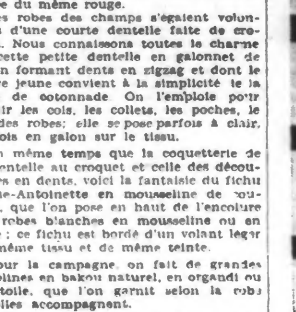 e du même rouge.
es robes des champs s'égaient volon-
s d'une courte dentelle faite de cro-
. Nous connaissons toutes le charme
cette petite dentelle en galonnet de
n formant dents en zigzag et dont le
re jeune convient à la simplicité de la
de cotonnade On l'emploie pour
ir les cols, les collets, les poches, le
des robes; elle se pose parfois à clair,
ois en galon sur le tissu.
n même temps que la coquetterie de
entelle au croquet et celle des décou-
es en dents, voici la fantaisie du fichu
e-Antoinette en mousseline de cou-
, que l'on pose en haut de l'encolure
robes blanches en mousseline ou en
e ; ce fichu est bordé d'un volant léger
même tissu et de même teinte.
our la campagne, on fait de grandes
lines en bakou naturel, en organdi ou
toile, que l'on garnit selon la robe
lles accompagnent.